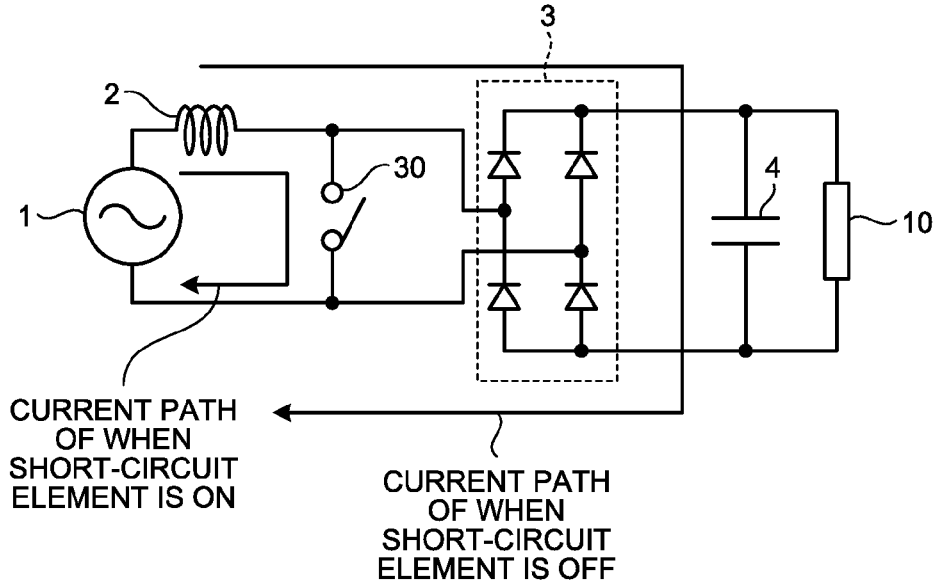 3
2
30
1
4
10
CURRENT PATH
OF WHEN
SHORT-CIRCUIT
ELEMENT IS ON
CURRENT PATH
OF WHEN
SHORT-CIRCUIT
ELEMENT IS OFF